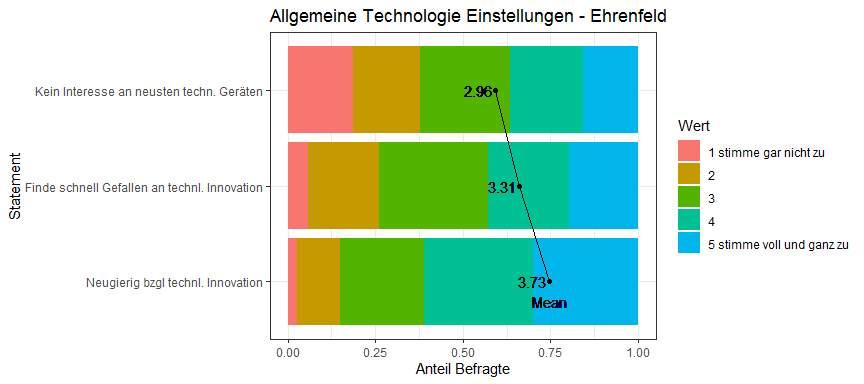 Allgemeine Technologie Einstellungen - Ehrenfeld
Statement
Kein Interesse an neusten techn. Geräten
2.96
Finde schnell Gefallen an technl. Innovation
3.31
Neugierig bzgl technl. Innovation
3.73
Mean
0.00 0.25 0.50 0.75 1.00
Anteil Befragte
Wert
1 stimme gar nicht zu
2
3
4
5 stimme voll und ganz zu